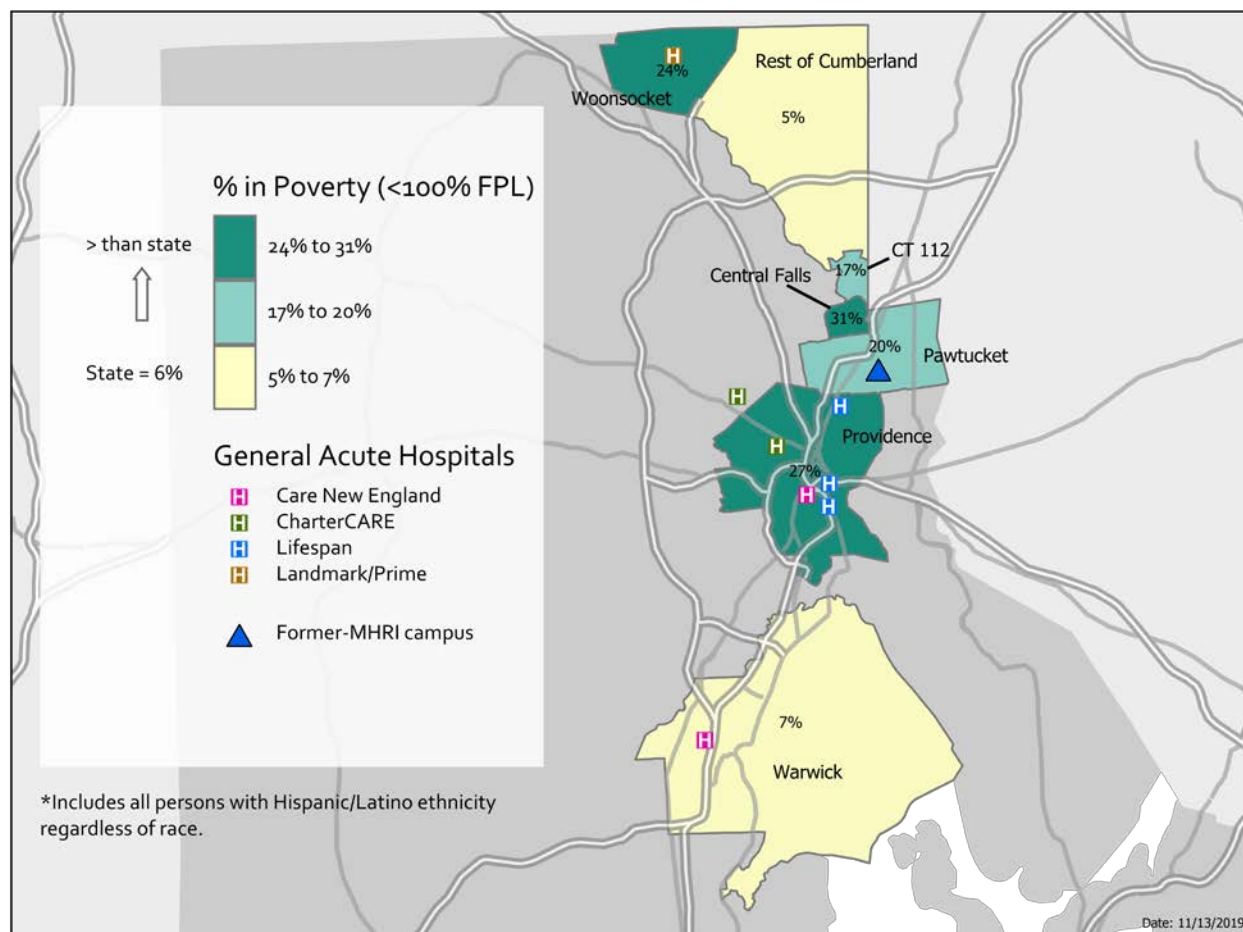 Rest of Cumberland
H
24%
Woonsocket
5%
% in Poverty (<100% FPL)
> than state
24% to 31%
17% to 20%
State = 6%
5% to 7%
CT 112
17%
Central Falls
31%
20%
Pawtucket
H
H
Providence
H
27%
H
H
H
General Acute Hospitals
H Care New England
H CharterCARE
H Lifespan
H Landmark/Prime
Former-MHRI campus
7%
H
Warwick
*Includes all persons with Hispanic/Latino ethnicity
regardless of race.
Date: 11/13/2019